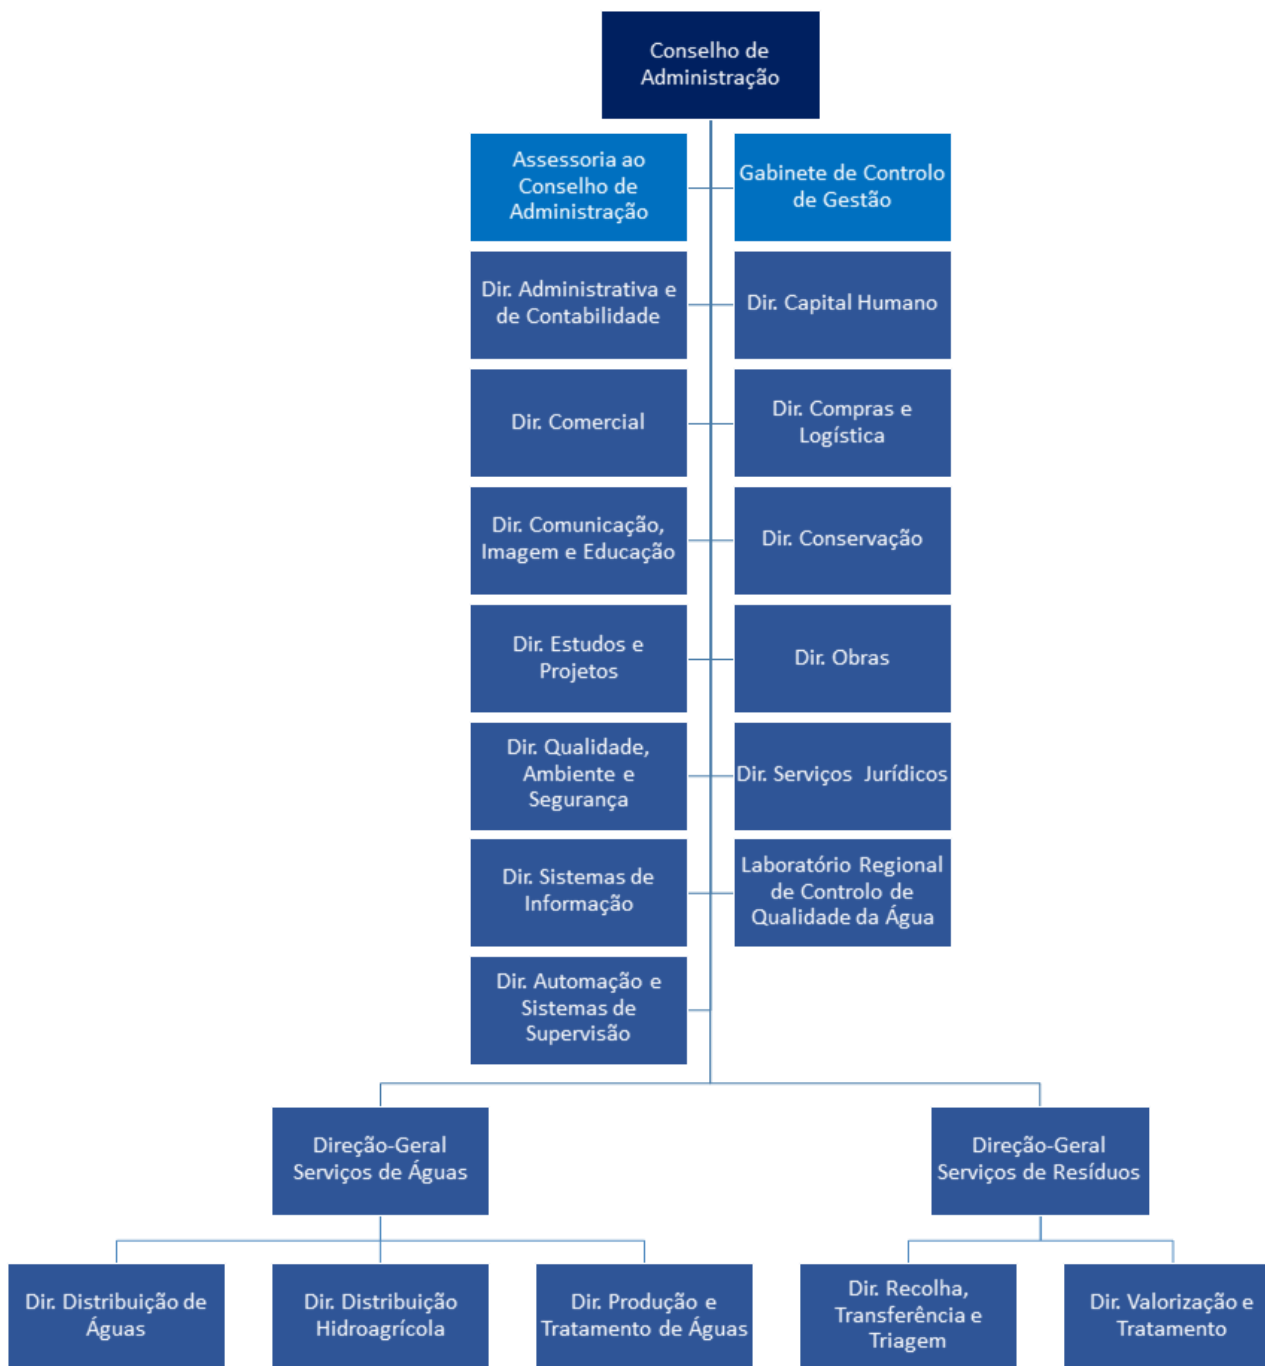 Conselho de
Administração
Assessoria ao
Conselho de
Administração
Gabinete de Controlo
de Gestão
Dir. Administrativa e
de Contabilidade
Dir. Capital Humano
Dir. Comercial
Dir. Compras e
Logística
Dir. Comunicação,
Imagem e Educação
Dir. Conservação
Dir. Estudos e
Projetos
Dir. Obras
Dir. Qualidade,
Ambiente e
Segurança
Dir. Serviços Jurídicos
Dir. Sistemas de
Informação
Laboratório Regional
de Controlo de
Qualidade da Água
Dir. Automação e
Sistemas de
Supervisão
Direção-Geral
Serviços de Águas
Direção-Geral
Serviços de Resíduos
Dir. Distribuição de
Águas
Dir. Distribuição
Hidroagrícola
Dir. Produção e
Tratamento de Águas
Dir. Recolha,
Transferência e
Triagem
Dir. Valorização e
Tratamento